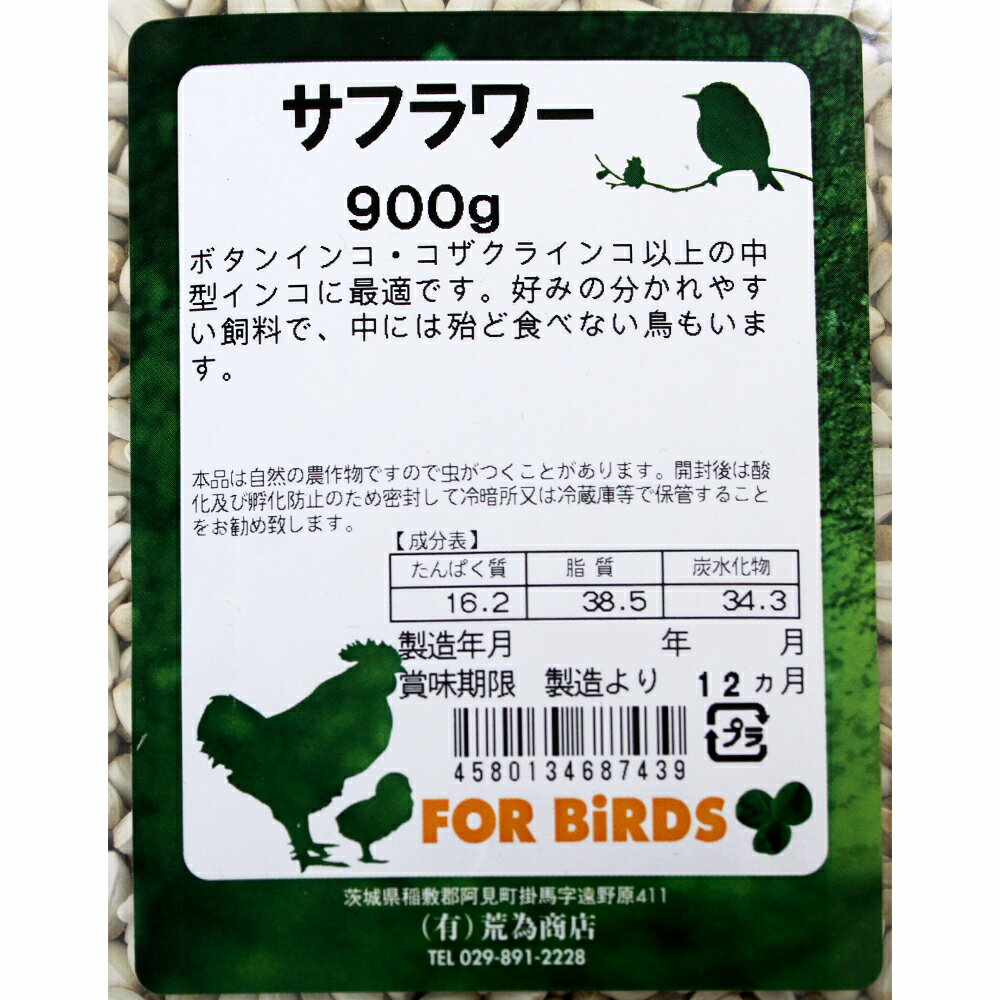 サフラワー
900g
ボタンインコ・コザクラインコ以上の中
型インコに最適です。好みの分かれやす
い飼料で、中には殆ど食べない鳥もいま
す。
本品は自然の農作物ですので虫がつくことがあります。開封後は酸
化及び孵化防止のため密封して冷暗所又は冷蔵庫等で保管すること
をお勧め致します。
【成分表】
たんぱく質 脂質 炭水化物
16.2 38.5 34.3
製造年月 年 月
賞味期限 製造より 12ヵ月
プラ
4580134687439
FOR BiRDS
茨城県稲敷郡阿見町掛馬字遠野原411
(有)荒為商店
TEL 029-891-2228